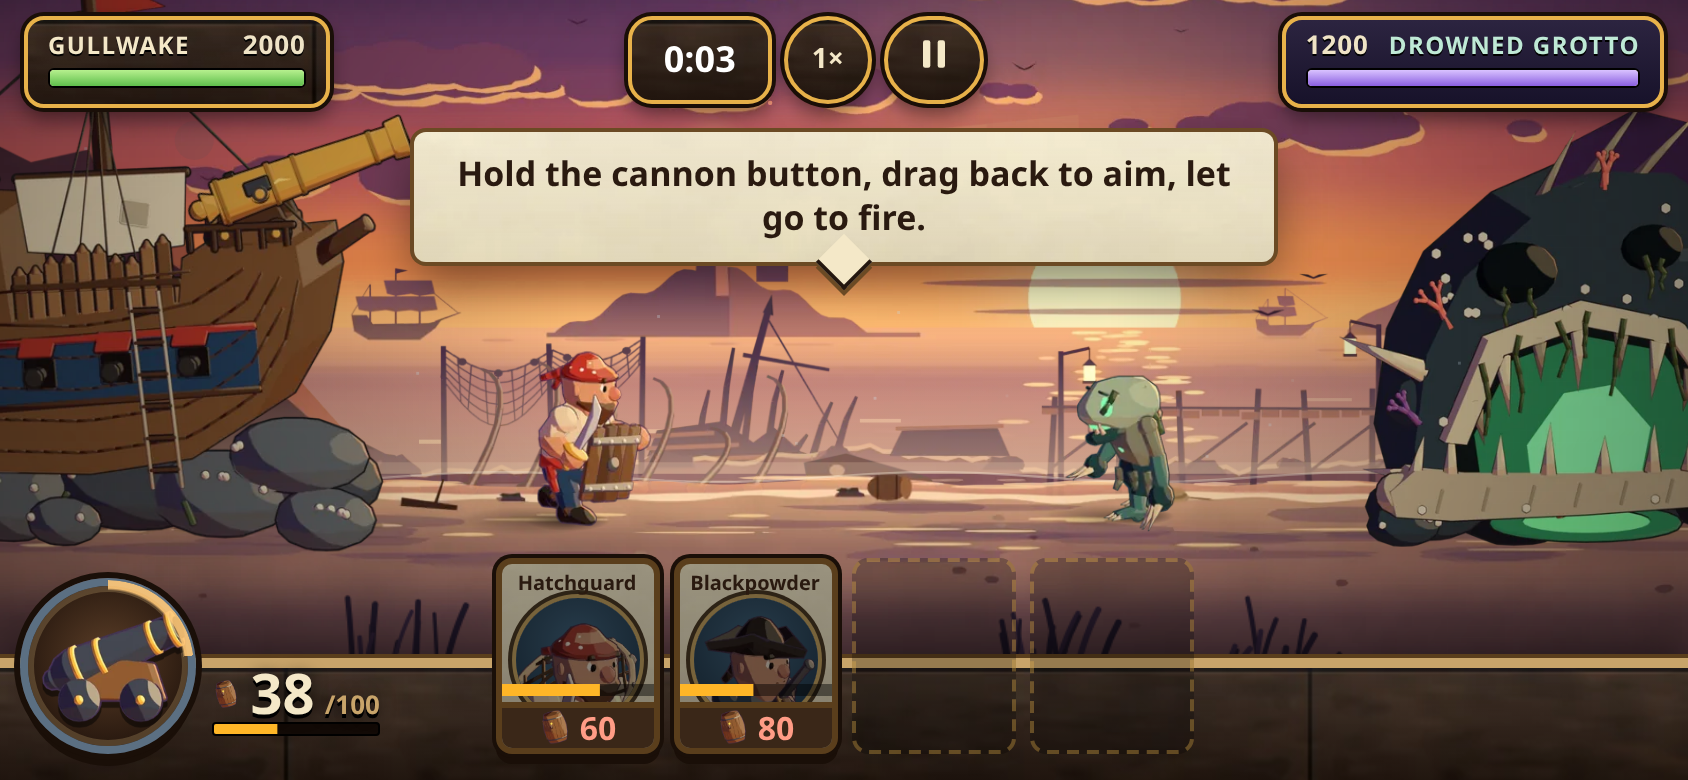 GULLWAKE 2000
0:03
1×
1200 DROWNED GROTTO
Hold the cannon button, drag back to aim, let
go to fire.
Hatchguard
Blackpowder
38 /100
60
80